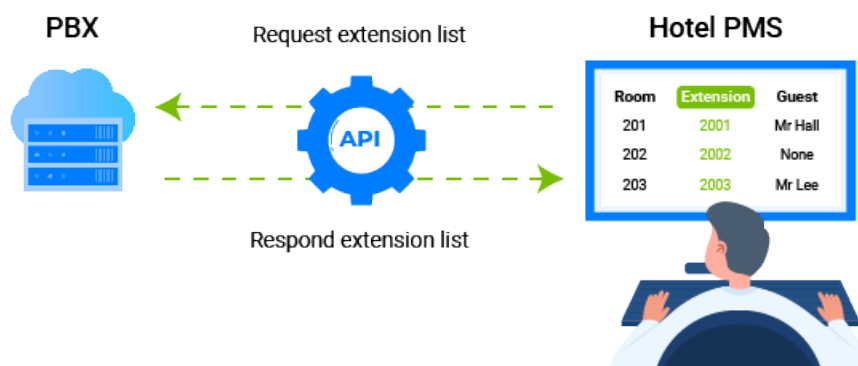 PBX
Request extension list
Hotel PMS
API
Room Extension Guest
201 2001 Mr Hall
202 2002 None
203 2003 Mr Lee
Respond extension list